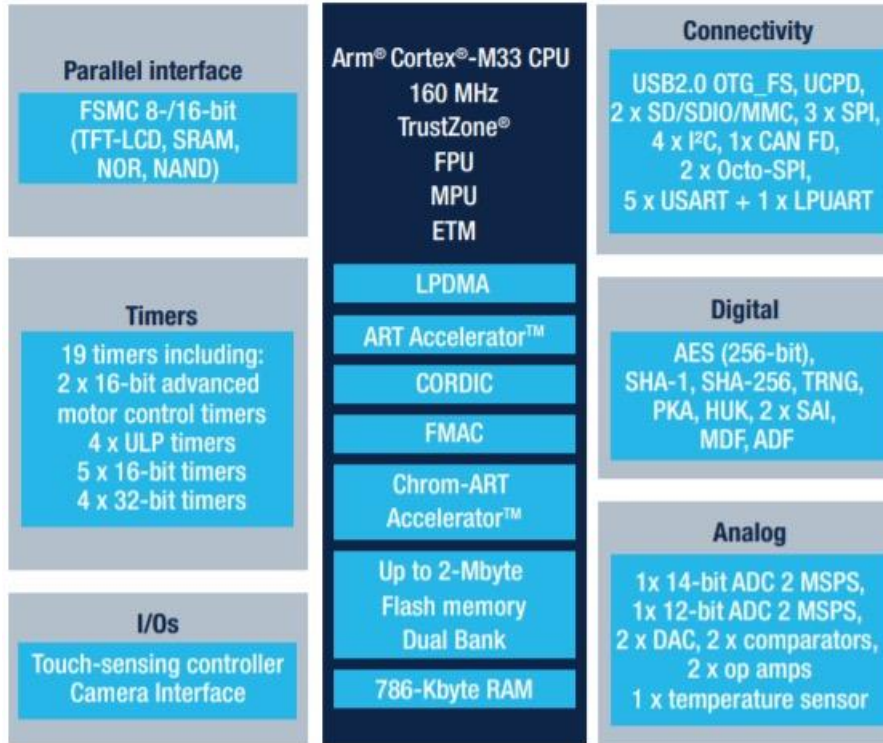 Parallel interface
FSMC 8-/16-bit
(TFT-LCD, SRAM,
NOR, NAND)
Timers
19 timers including:
2 x 16-bit advanced
motor control timers
4 x ULP timers
5 x 16-bit timers
4 x 32-bit timers
I/Os
Touch-sensing controller
Camera Interface
Arm® Cortex®-M33 CPU
160 MHz
TrustZone®
FPU
MPU
ETM
LPDMA
ART Accelerator™
CORDIC
FMAC
Chrom-ART
Accelerator™
Up to 2-Mbyte
Flash memory
Dual Bank
786-Kbyte RAM
Connectivity
USB2.0 OTG_FS, UCPD,
2 x SD/SDIO/MMC, 3 x SPI,
4 x I²C, 1x CAN FD,
2 x Octo-SPI,
5 x USART + 1 x LPUART
Digital
AES (256-bit),
SHA-1, SHA-256, TRNG,
PKA, HUK, 2 x SAI,
MDF, ADF
Analog
1x 14-bit ADC 2 MSPS,
1x 12-bit ADC 2 MSPS,
2 x DAC, 2 x comparators,
2 x op amps
1 x temperature sensor